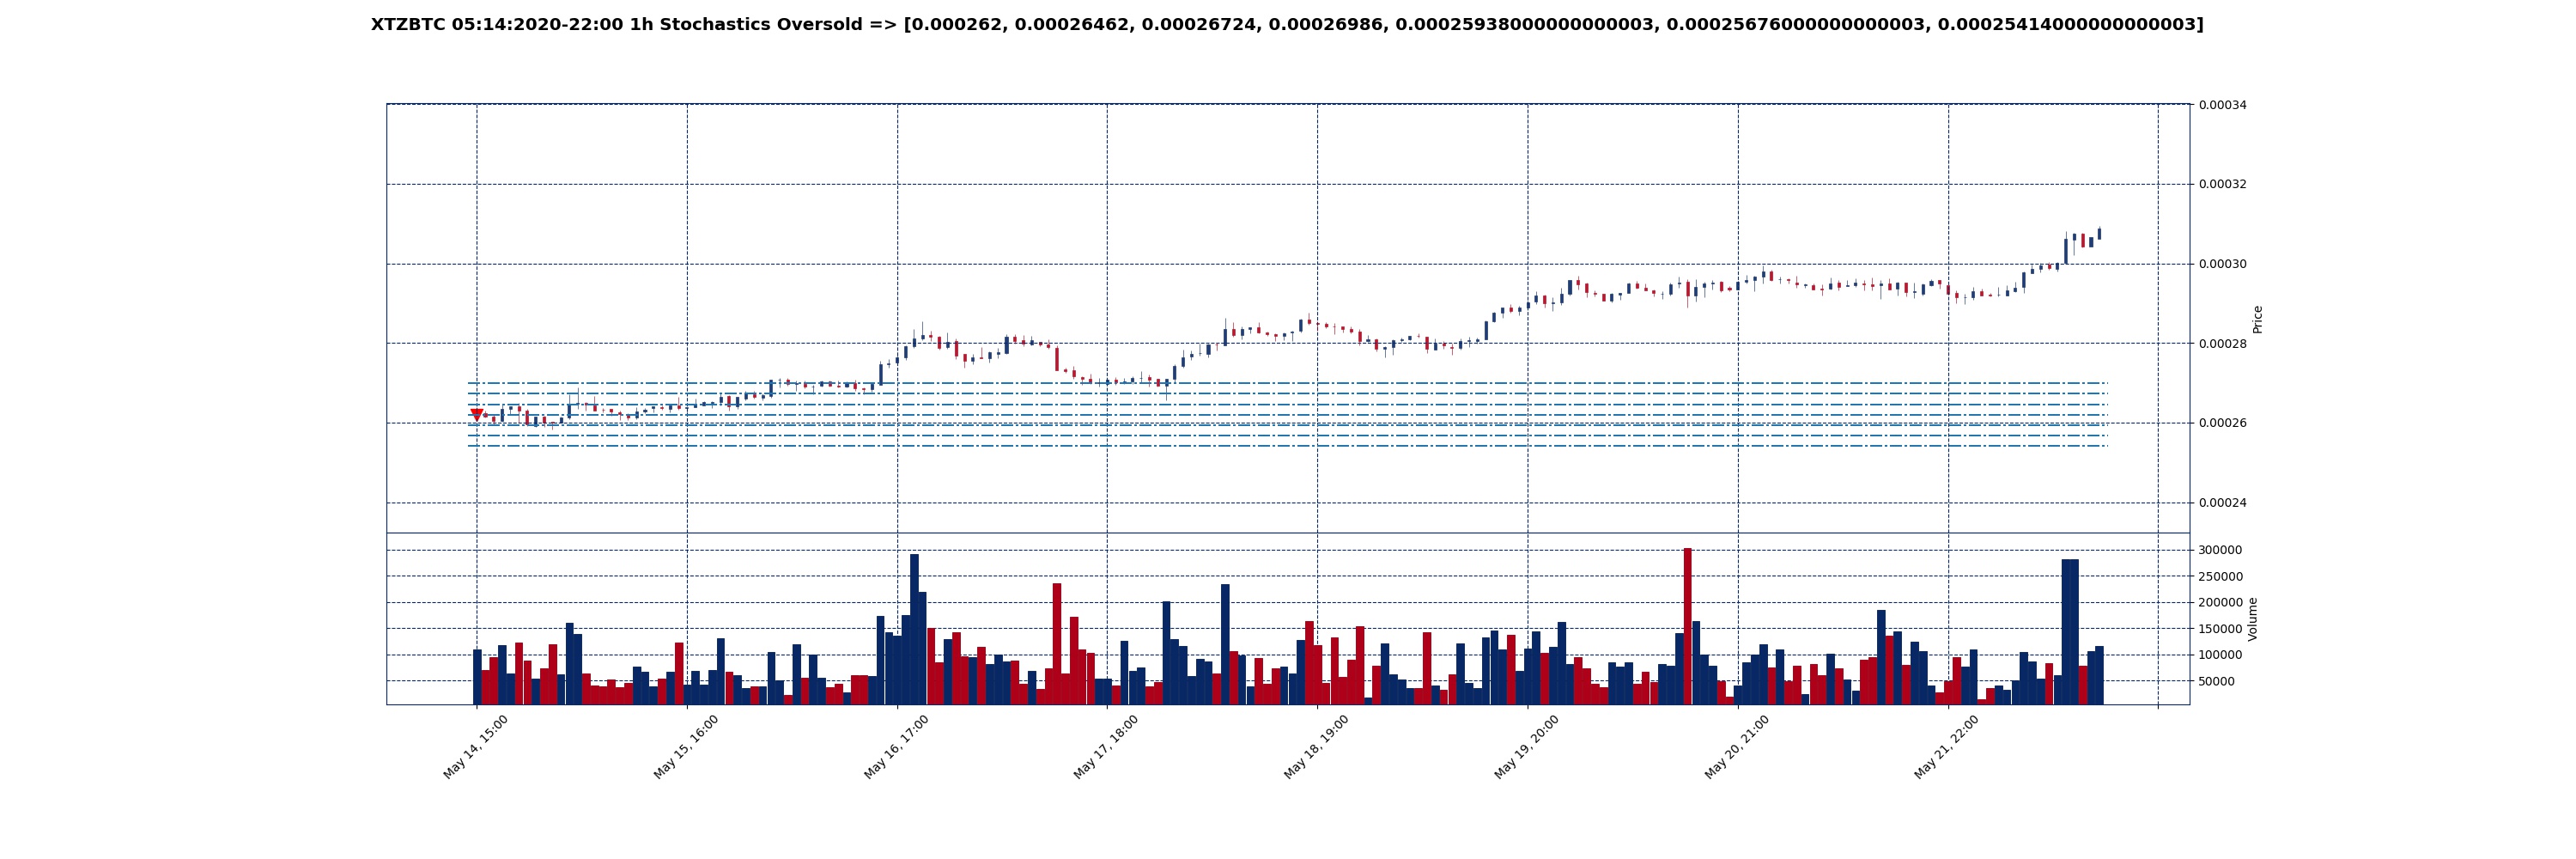 XTZBTC 05:14:2020-22:00 1h Stochastics Oversold => [0.000262, 0.00026462, 0.00026724, 0.00026986, 0.00025938000000000003, 0.00025676000000000003, 0.00025414000000000003]
0.00034
0.00032
0.00030
0.00028
0.00026
0.00024
Price
300000
250000
200000
150000
100000
50000
Volume
May 14, 15:00
May 15, 16:00
May 16, 17:00
May 17, 18:00
May 18, 19:00
May 19, 20:00
May 20, 21:00
May 21, 22:00